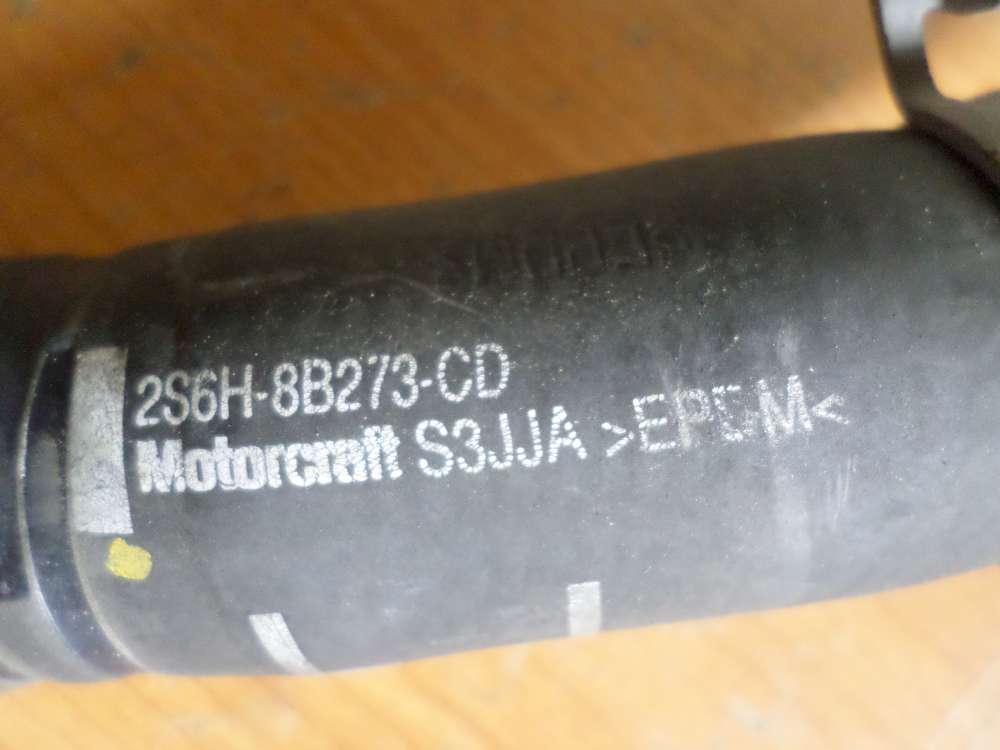 2S6H-8B273-CD
Motorcraft S3JJA >EPDM<